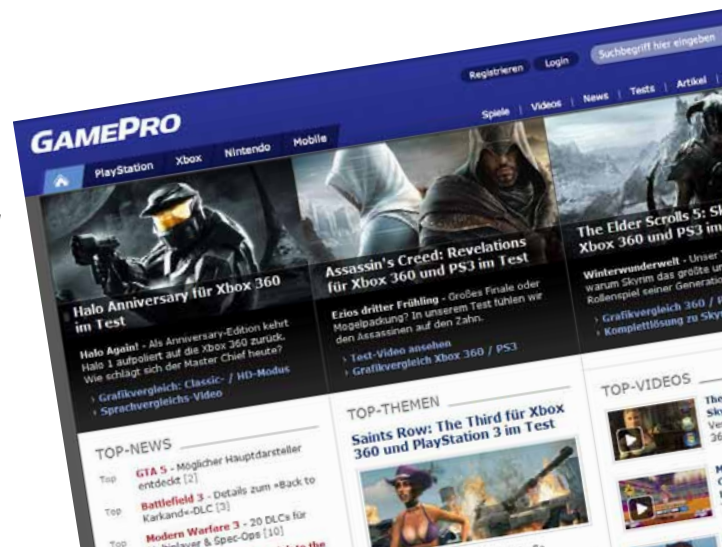 Registrieren Login Suchbegriff hier eingeben
GAMEPRO
Spiele | Videos | News | Tests | Artikel |
PlayStation Xbox Nintendo Mobile
Halo Anniversary für Xbox 360
im Test
Halo Again! - Als Anniversary-Edition kehrt
Halo 1 aufpoliert auf die Xbox 360 zurück.
Wie schlägt sich der Master Chief heute?
› Grafikvergleich: Classic- / HD-Modus
› Sprachvergleichs-Video
Assassin's Creed: Revelations
für Xbox 360 und PS3 im Test
Ezios dritter Frühling - Großes Finale oder
Mogelpackung? In unserem Test fühlen wir
den Assassinen auf den Zahn.
› Test-Video ansehen
› Grafikvergleich Xbox 360 / PS3
The Elder Scrolls 5: S
Xbox 360 und PS3 im
Winterwunderwelt - Unser
warum Skyrim das größte u
Rollenspiel seiner Generati
› Grafikvergleich 360 /
› Komplettlösung zu Sky
TOP-NEWS
Top GTA 5 - Möglicher Hauptdarsteller
entdeckt [2]
Top Battlefield 3 - Details zum »Back to
Karkand«-DLC [3]
Top Modern Warfare 3 - 20 DLCs für
& Spec-Ops [10]
the
TOP-THEMEN
Saints Row: The Third für Xbox
360 und PlayStation 3 im Test
TOP-VIDEOS
The
Sk
Ve
36